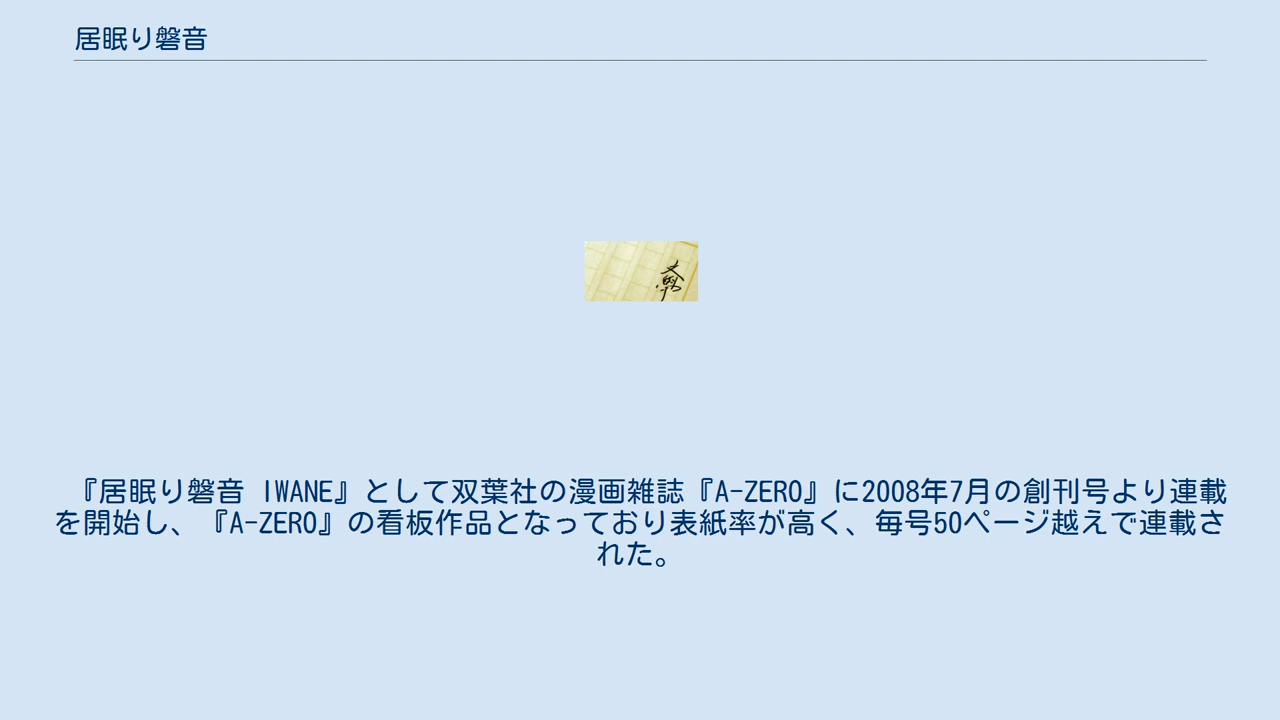 居眠り磐音
『居眠り磐音 IWANE』として双葉社の漫画雑誌『A-ZERO』に2008年7月の創刊号より連載
を開始し、『A-ZERO』の看板作品となっており表紙率が高く、毎号50ページ越えで連載さ
れた。